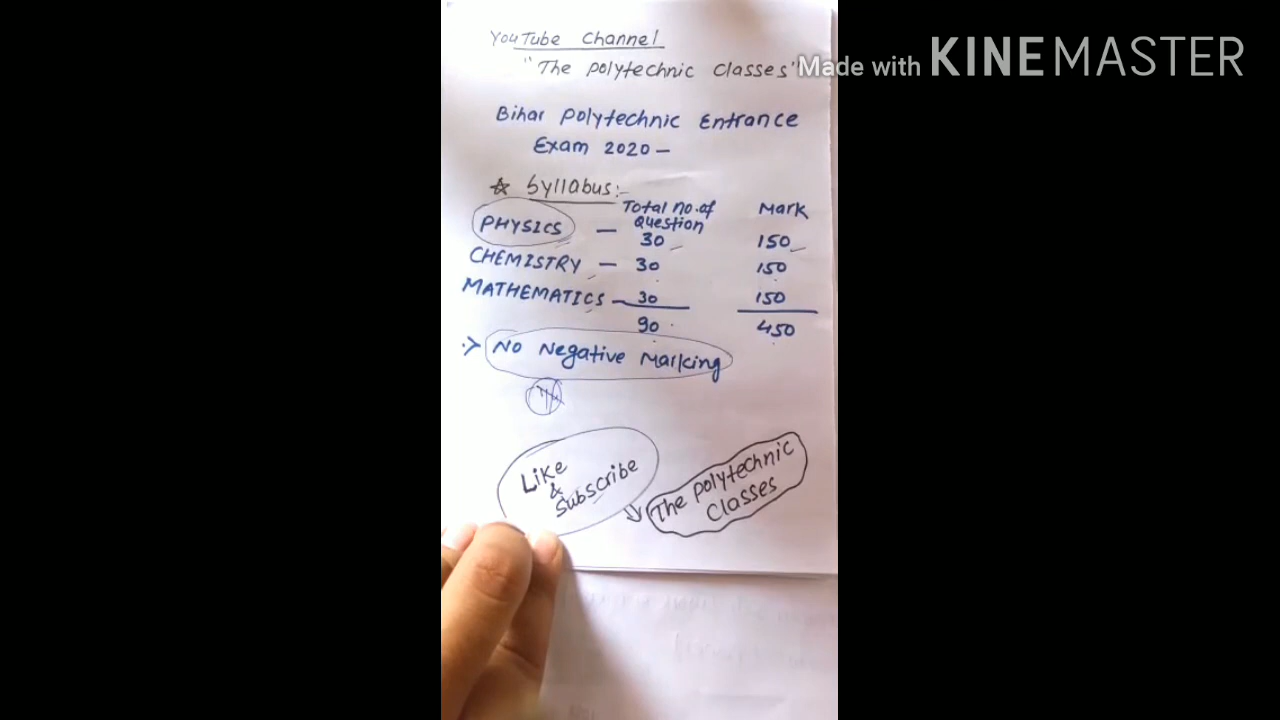 YouTube Channel
"The polytechnic classes"
Made with KINEMASTER
Bihar Polytechnic Entrance
Exam 2020 -
☆ Syllabus:-
Total no. of Mark
Question
PHYSICS - 30 150
CHEMISTRY - 30 150
MATHEMATICS - 30 150
90 450
:> No Negative Marking
Like
&
Subscribe
The polytechnic
classes